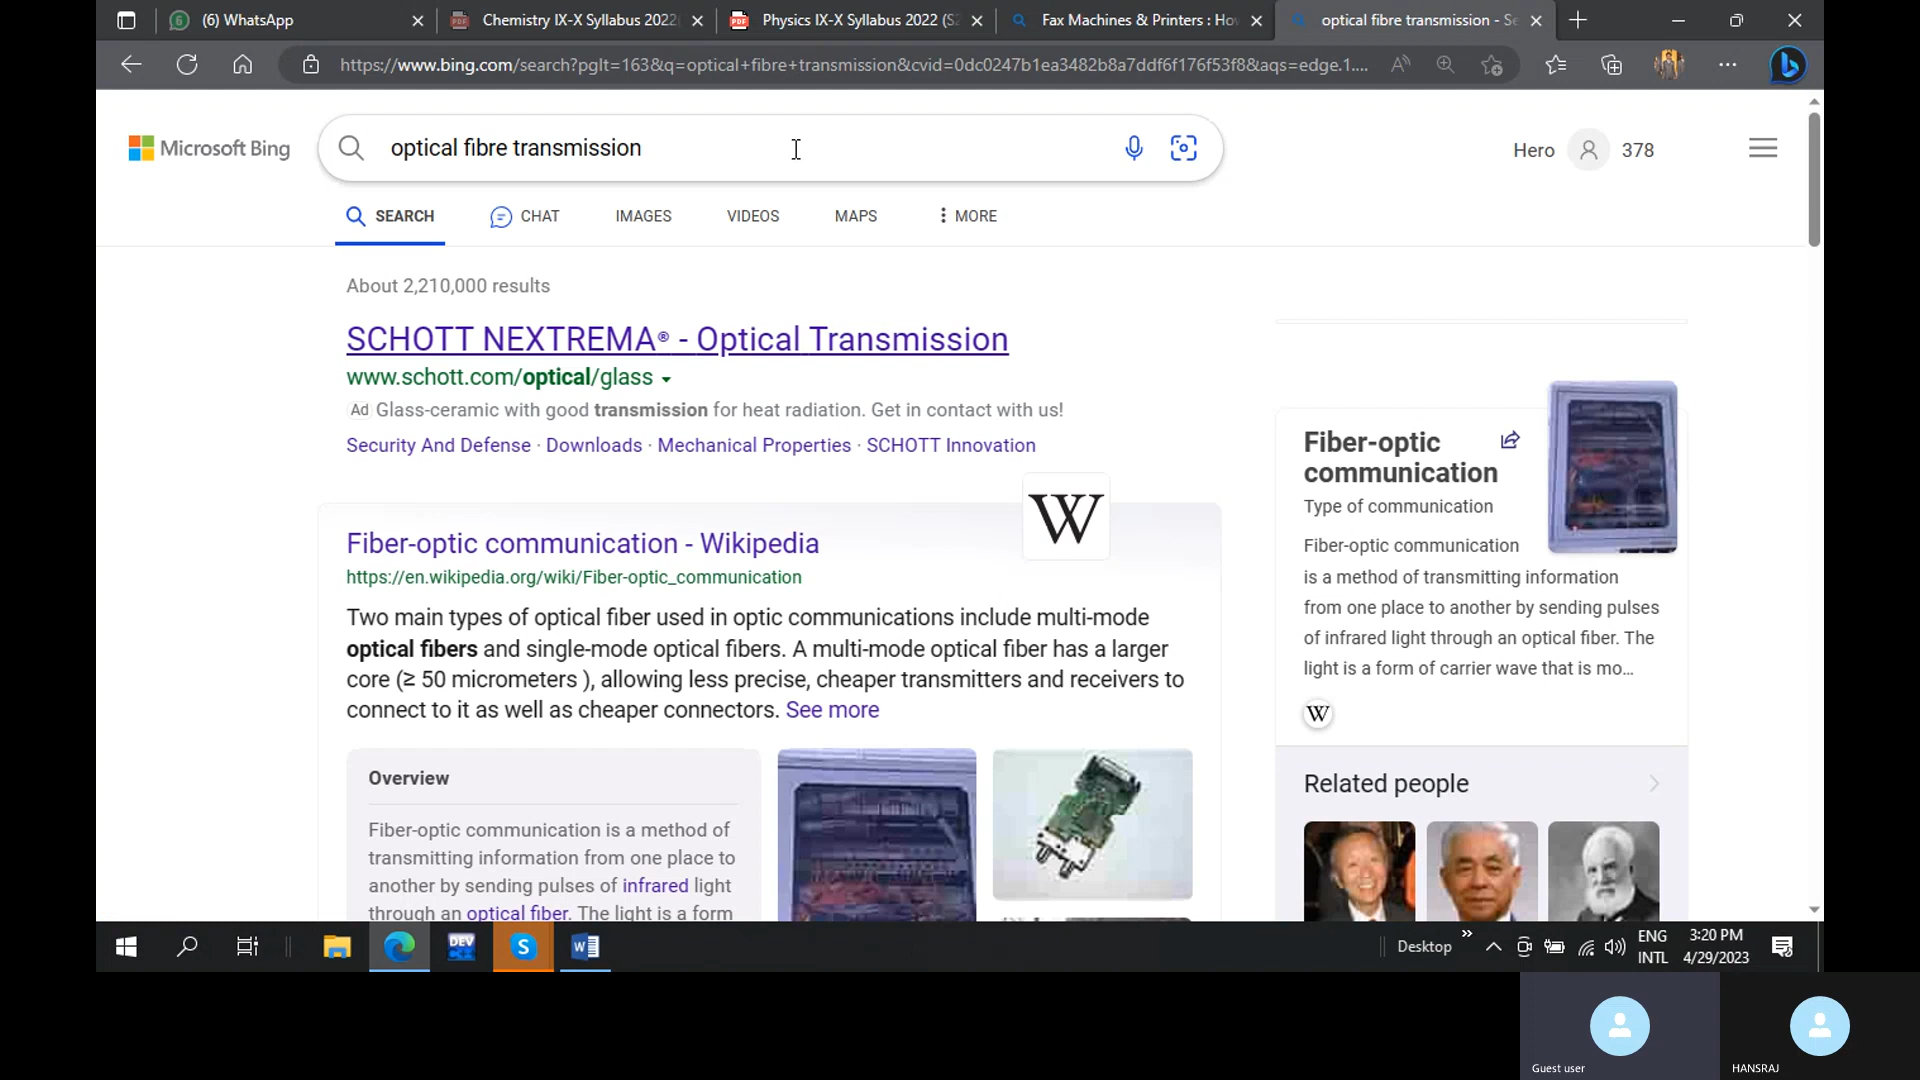 (6) WhatsApp
Chemistry IX-X Syllabus 2022
Physics IX-X Syllabus 2022 (S
Fax Machines & Printers : Ho
optical fibre transmission - Se
https://www.bing.com/search?pglt=163&q=optical+fibre+transmission&cvid=0dc0247b1ea3482b8a7ddf6f176f53f8&aqs=edge.1....
Microsoft Bing
optical fibre transmission
Hero
378
SEARCH
CHAT
IMAGES
VIDEOS
MAPS
MORE
About 2,210,000 results
SCHOTT NEXTREMA® - Optical Transmission
www.schott.com/optical/glass
Ad Glass-ceramic with good transmission for heat radiation. Get in contact with us!
Security And Defense · Downloads · Mechanical Properties · SCHOTT Innovation
W
Fiber-optic communication - Wikipedia
https://en.wikipedia.org/wiki/Fiber-optic_communication
Two main types of optical fiber used in optic communications include multi-mode
optical fibers and single-mode optical fibers. A multi-mode optical fiber has a larger
core (≥ 50 micrometers ), allowing less precise, cheaper transmitters and receivers to
connect to it as well as cheaper connectors. See more
Overview
Fiber-optic communication is a method of
transmitting information from one place to
another by sending pulses of infrared light
through an optical fiber. The light is a form
Fiber-optic
communication
Type of communication
Fiber-optic communication
is a method of transmitting information
from one place to another by sending pulses
of infrared light through an optical fiber. The
light is a form of carrier wave that is mo...
W
Related people
DEV
Desktop
ENG
INTL
3:20 PM
4/29/2023
Guest user
HANSRAJ